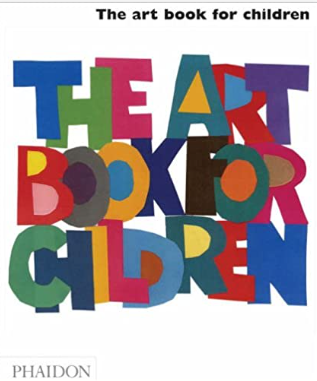 The art book for children
THE ART
BOOK FOR
CHILDREN
PHAIDON